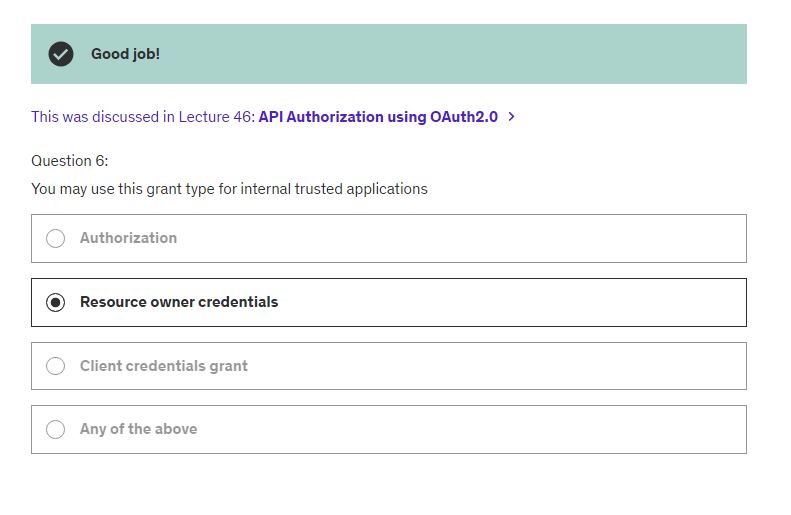 Good job!
This was discussed in Lecture 46: API Authorization using OAuth2.0 >
Question 6:
You may use this grant type for internal trusted applications
Authorization
Resource owner credentials
Client credentials grant
Any of the above